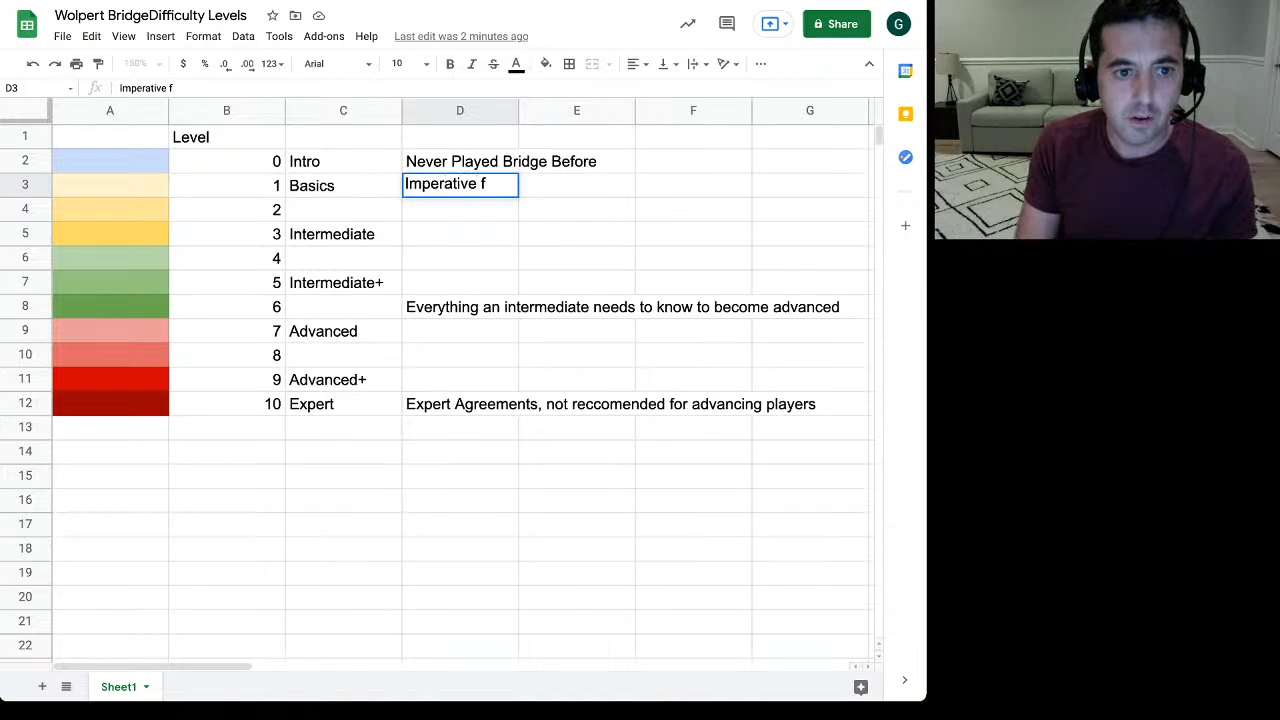 Wolpert BridgeDifficulty Levels
File Edit View Insert Format Data Tools Add-ons Help Last edit was 2 minutes ago
Share
G
150% $ % .0 .00 123 Arial 10 B I S A
D3 fx Imperative f
A B C D E F G
1 Level
2 0 Intro Never Played Bridge Before
3 1 Basics Imperative f
4 2
5 3 Intermediate
6 4
7 5 Intermediate+
8 6 Everything an intermediate needs to know to become advanced
9 7 Advanced
10 8
11 9 Advanced+
12 10 Expert Expert Agreements, not reccomended for advancing players
13
14
15
16
17
18
19
20
21
22
Sheet1